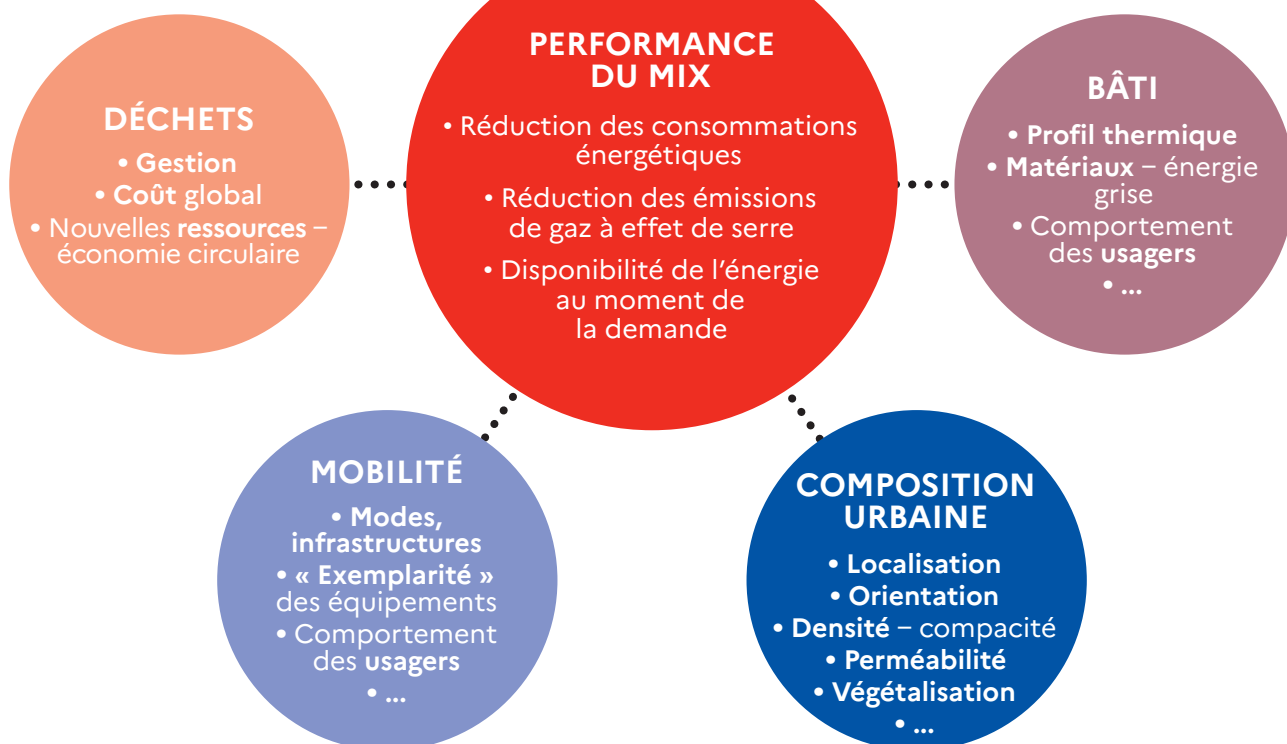 PERFORMANCE
DU MIX
• Réduction des consommations
énergétiques
• Réduction des émissions
de gaz à effet de serre
• Disponibilité de l’énergie
au moment de
la demande
DÉCHETS
• Gestion
• Coût global
• Nouvelles ressources –
économie circulaire
BÂTI
• Profil thermique
• Matériaux – énergie
grise
• Comportement
des usagers
• ...
MOBILITÉ
• Modes,
infrastructures
• « Exemplarité »
des équipements
• Comportement
des usagers
• ...
COMPOSITION
URBAINE
• Localisation
• Orientation
• Densité – compacité
• Perméabilité
• Végétalisation
• ...